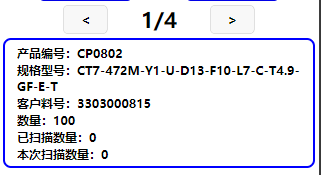 < 1/4 >
产品编号：CP0802
规格型号：CT7-472M-Y1-U-D13-F10-L7-C-T4.9-
GF-E-T
客户料号：3303000815
数量：100
已扫描数量：0
本次扫描数量：0